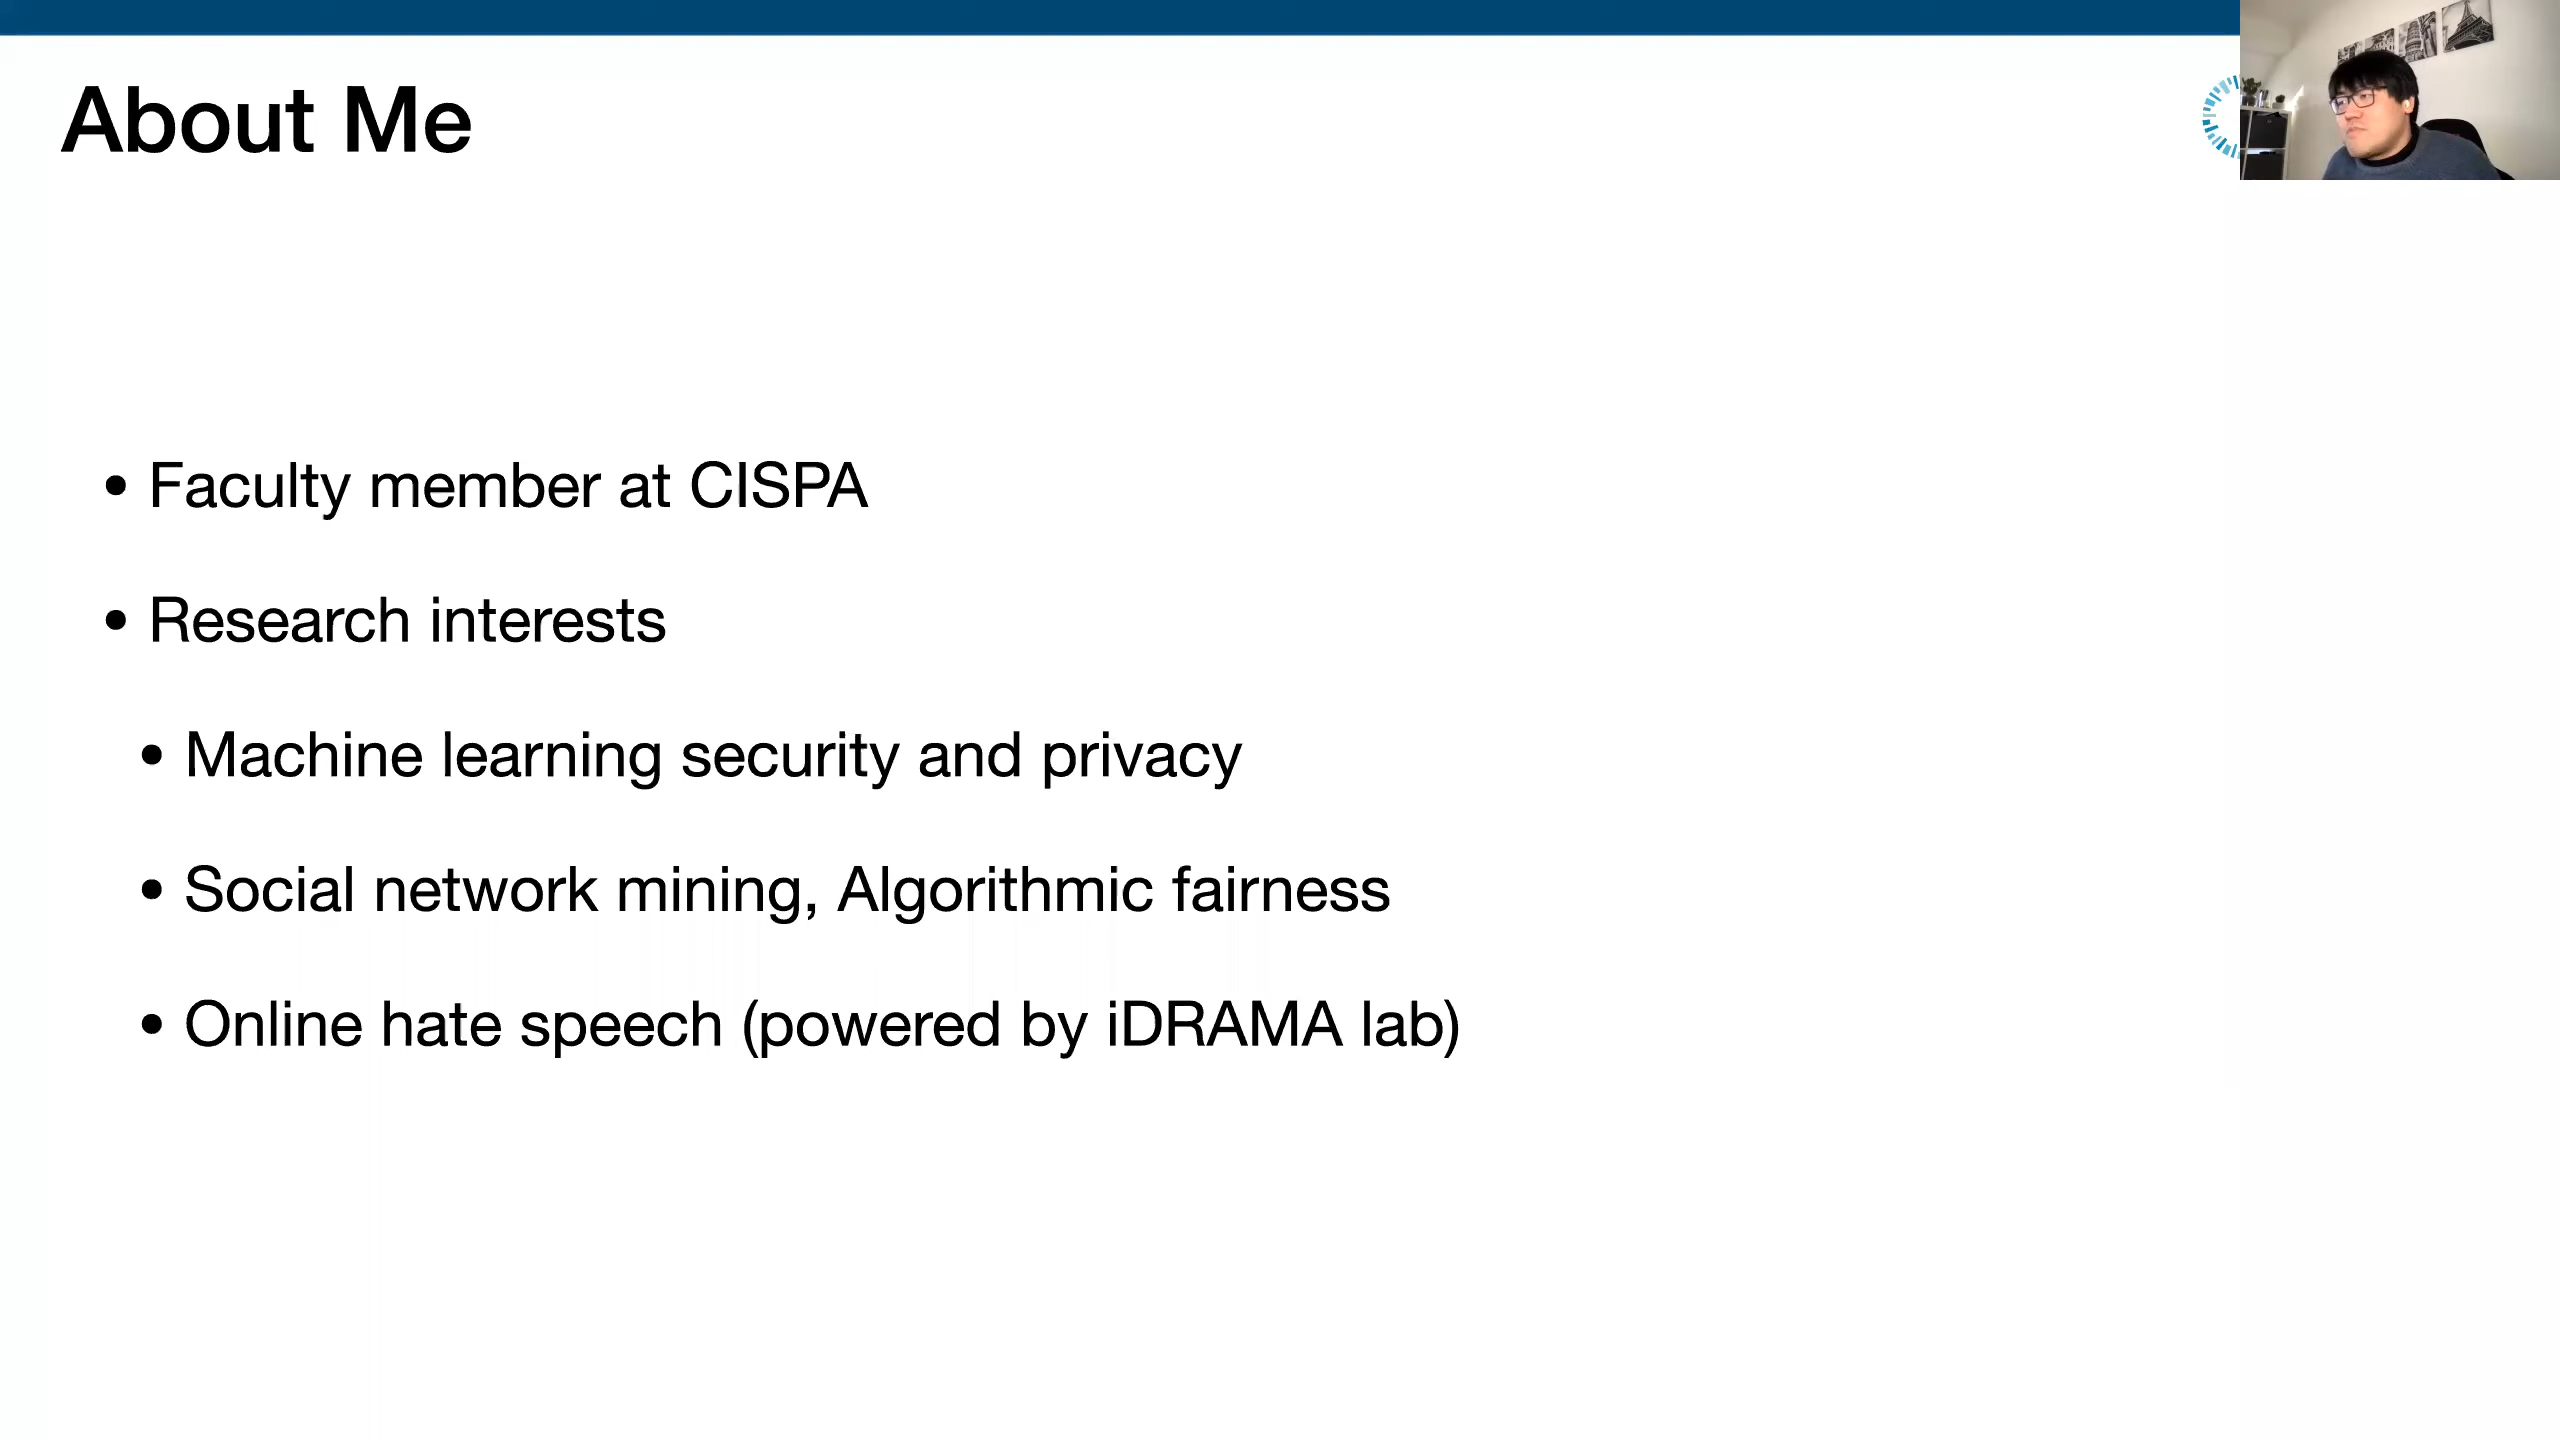 About Me
• Faculty member at CISPA
• Research interests
• Machine learning security and privacy
• Social network mining, Algorithmic fairness
• Online hate speech (powered by iDRAMA lab)